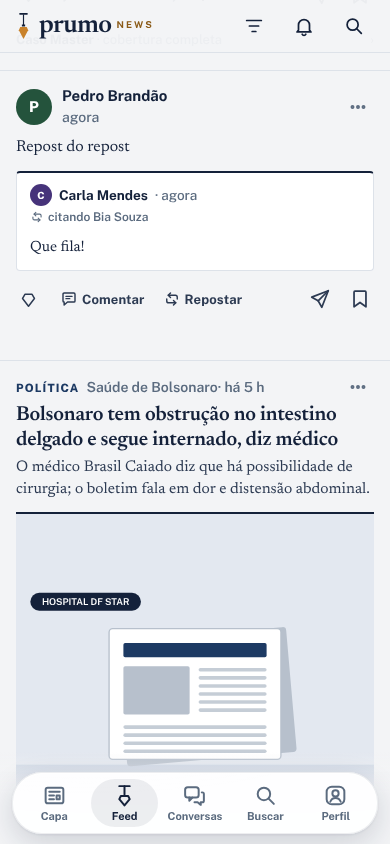 prumo NEWS
P
Pedro Brandão
agora
Repost do repost
C
Carla Mendes · agora
citando Bia Souza
Que fila!
Comentar
Repostar
POLÍTICA Saúde de Bolsonaro · há 5 h
Bolsonaro tem obstrução no intestino
delgado e segue internado, diz médico
O médico Brasil Caiado diz que há possibilidade de
cirurgia; o boletim fala em dor e distensão abdominal.
HOSPITAL DF STAR
Capa
Feed
Conversas
Buscar
Perfil